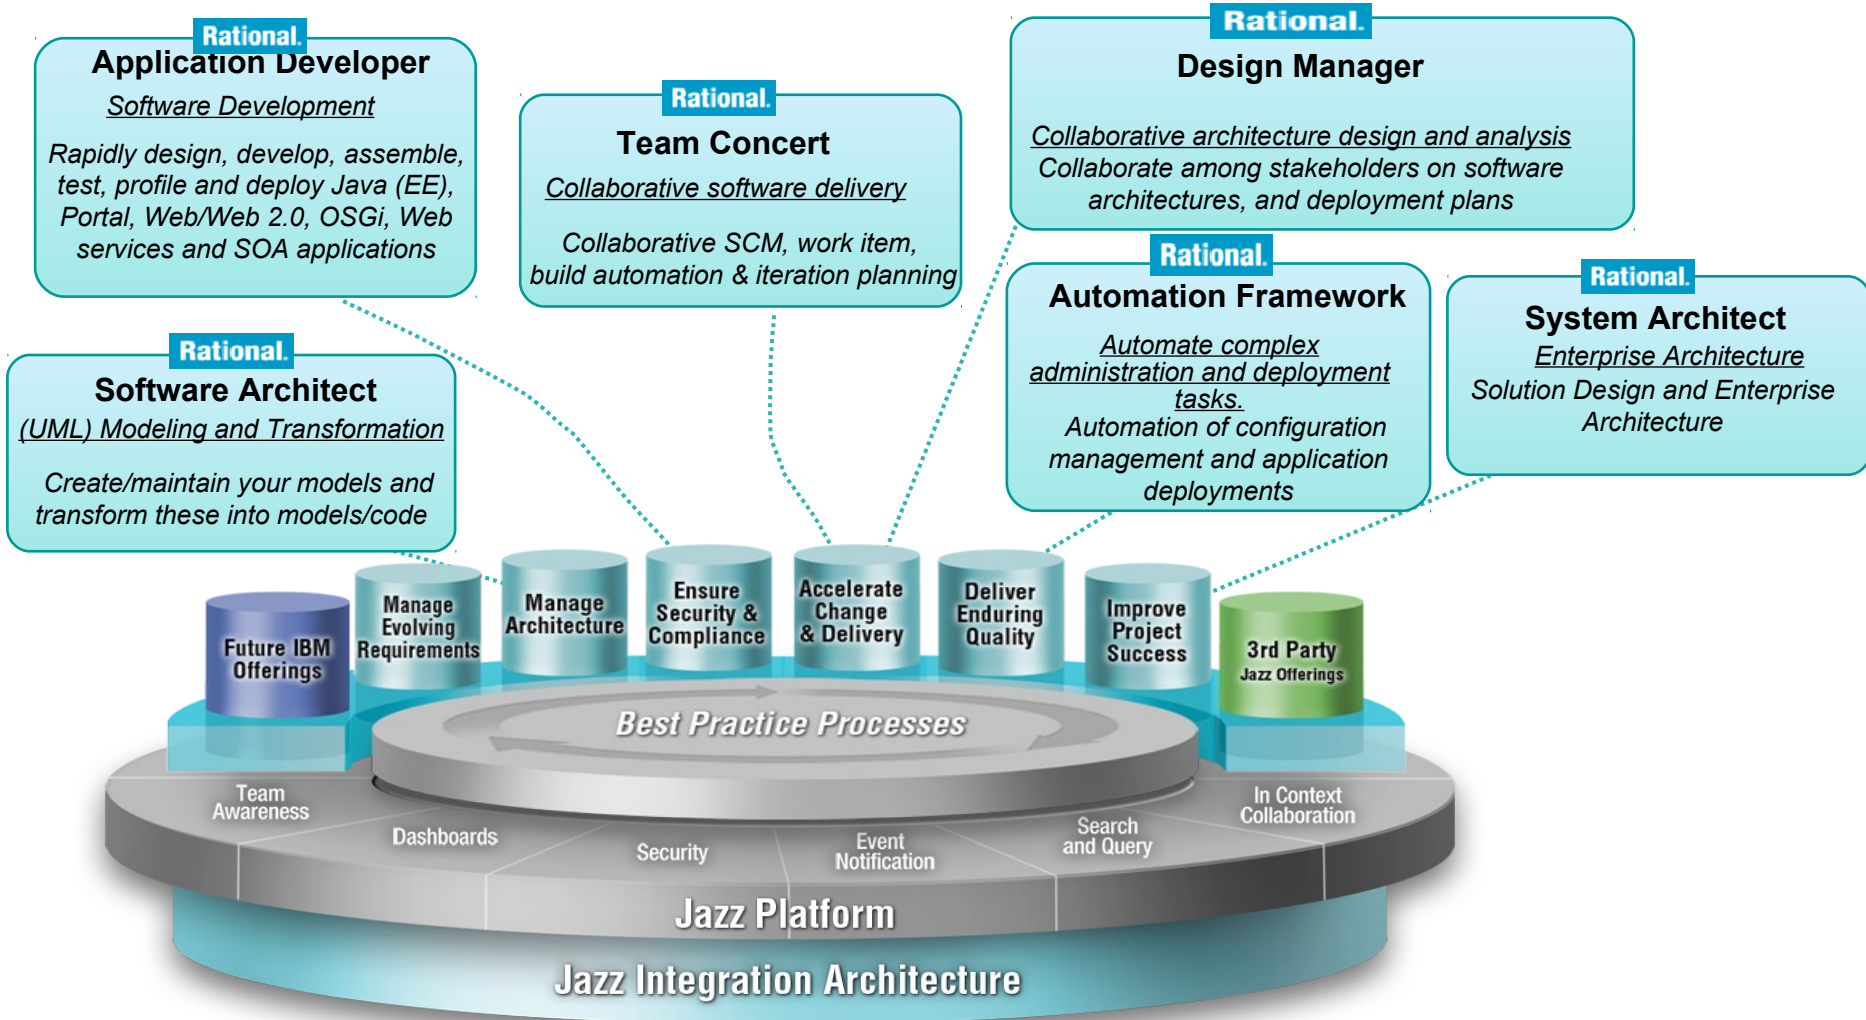 Rational.
Application Developer
Software Development
Rapidly design, develop, assemble,
test, profile and deploy Java (EE),
Portal, Web/Web 2.0, OSGi, Web
services and SOA applications
Rational.
Team Concert
Collaborative software delivery
Collaborative SCM, work item,
build automation & iteration planning
Rational.
Design Manager
Collaborative architecture design and analysis
Collaborate among stakeholders on software
architectures, and deployment plans
Rational.
Software Architect
(UML) Modeling and Transformation
Create/maintain your models and
transform these into models/code
Rational.
Automation Framework
Automate complex
administration and deployment
tasks.
Automation of configuration
management and application
deployments
Rational.
System Architect
Enterprise Architecture
Solution Design and Enterprise
Architecture
Future IBM
Offerings
Manage
Evolving
Requirements
Manage
Architecture
Ensure
Security &
Compliance
Accelerate
Change
& Delivery
Deliver
Enduring
Quality
Improve
Project
Success
3rd Party
Jazz Offerings
Best Practice Processes
Team
Awareness
Dashboards
Security
Event
Notification
Search
and Query
In Context
Collaboration
Jazz Platform
Jazz Integration Architecture